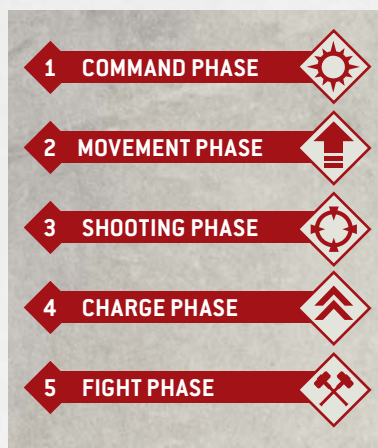 1 COMMAND PHASE
2 MOVEMENT PHASE
3 SHOOTING PHASE
4 CHARGE PHASE
5 FIGHT PHASE